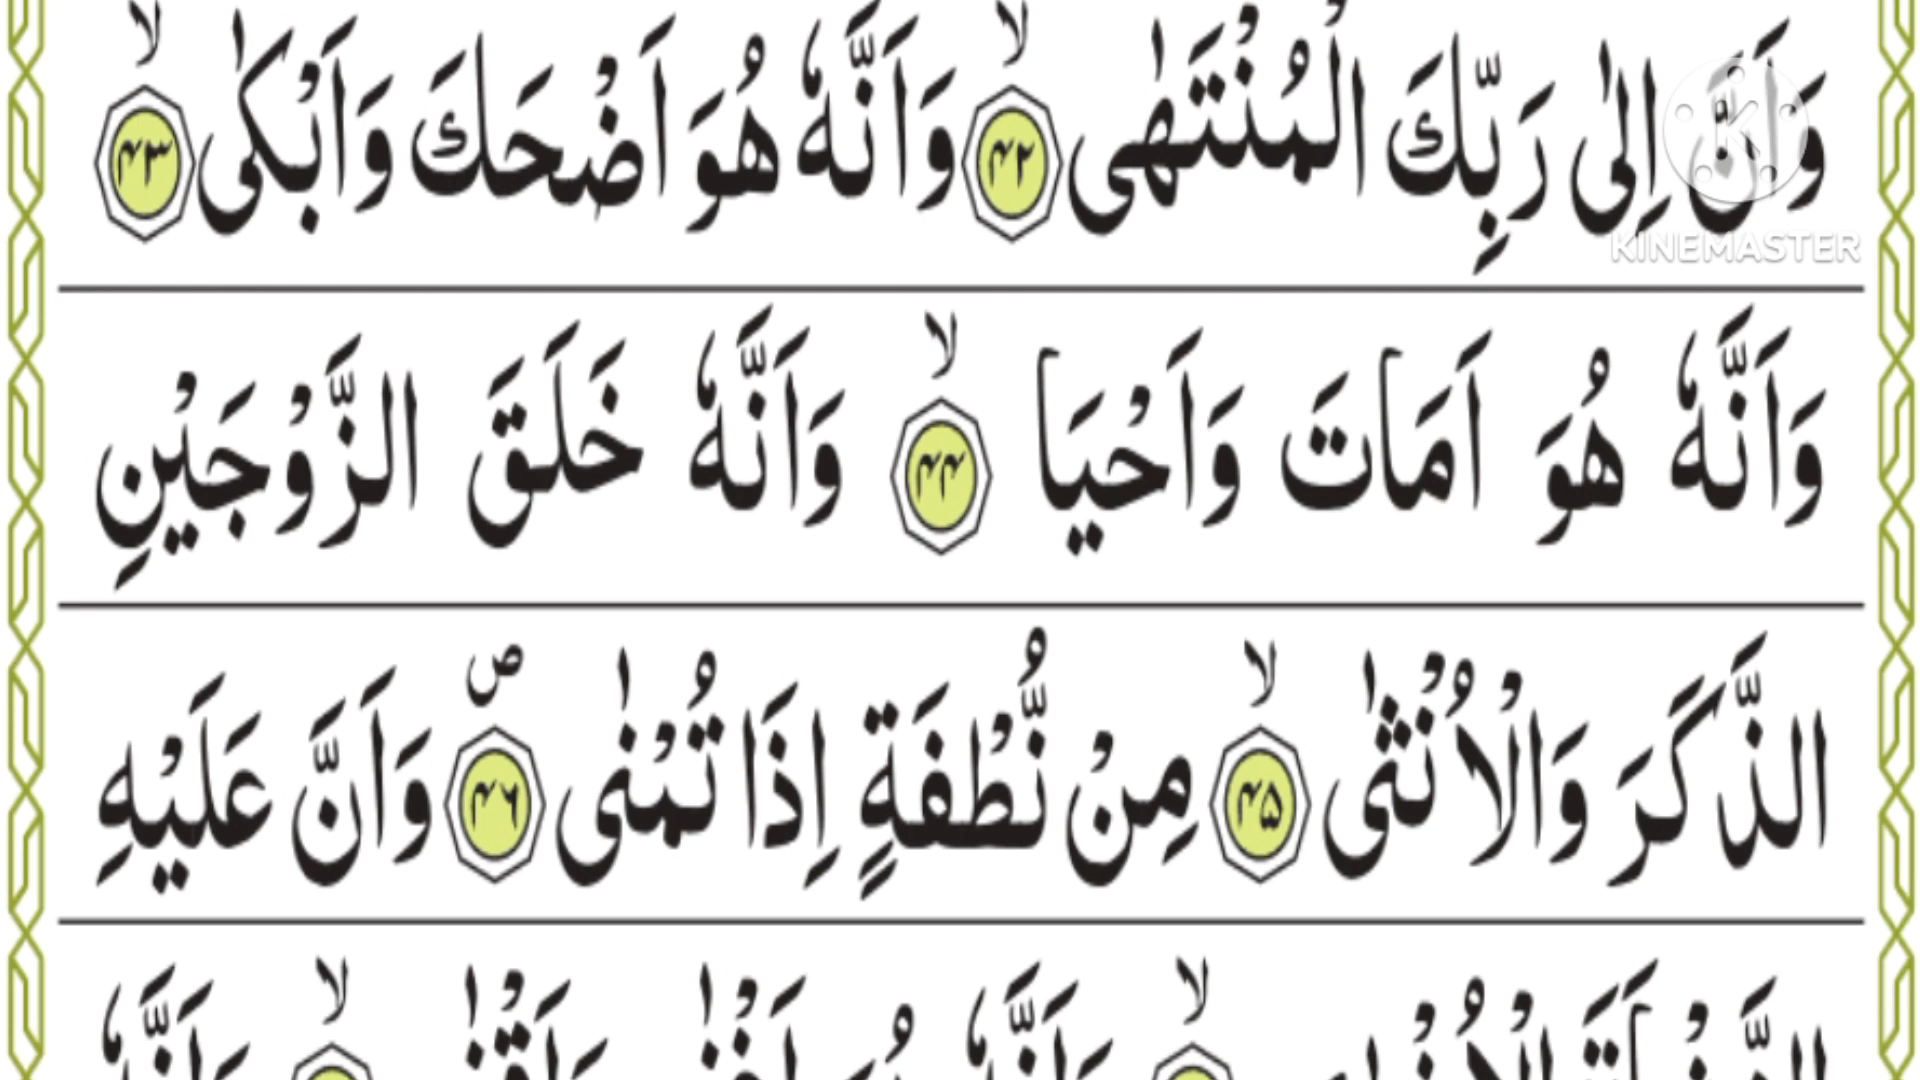 وَاَنَّ اِلٰى رَبِّكَ الْمُنْتَهٰى ۙ﴿۴۲﴾ وَاَنَّهٗ هُوَ اَضْحَكَ وَاَبْكٰى ۙ﴿۴۳﴾
KINEMASTER
وَاَنَّهٗ هُوَ اَمَاتَ وَاَحْيَا ۙ﴿۴۴﴾ وَاَنَّهٗ خَلَقَ الزَّوْجَيْنِ
الذَّكَرَ وَالْاُنْثٰى ۙ﴿۴۵﴾ مِنْ نُّطْفَةٍ اِذَا تُمْنٰى ۪﴿۴۶﴾ وَاَنَّ عَلَيْهِ